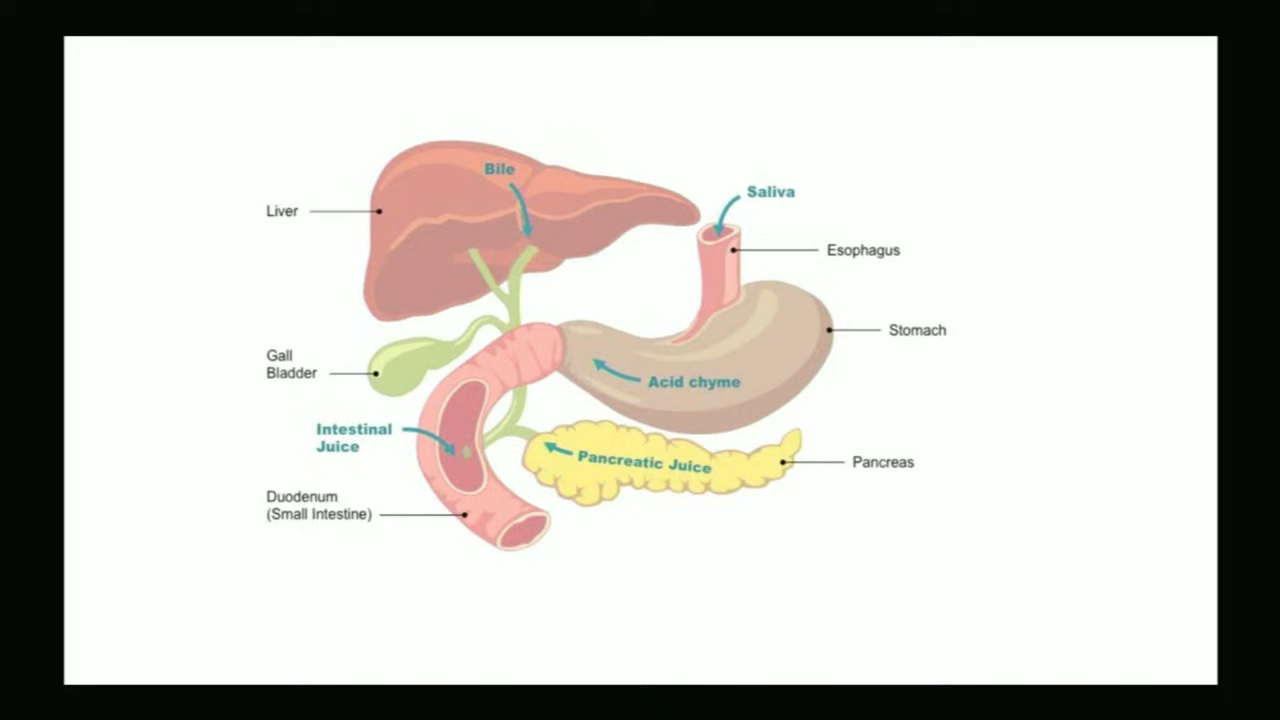 Bile
Saliva
Liver
Esophagus
Stomach
Gall
Bladder
Acid chyme
Intestinal
Juice
Pancreatic Juice
Pancreas
Duodenum
(Small Intestine)